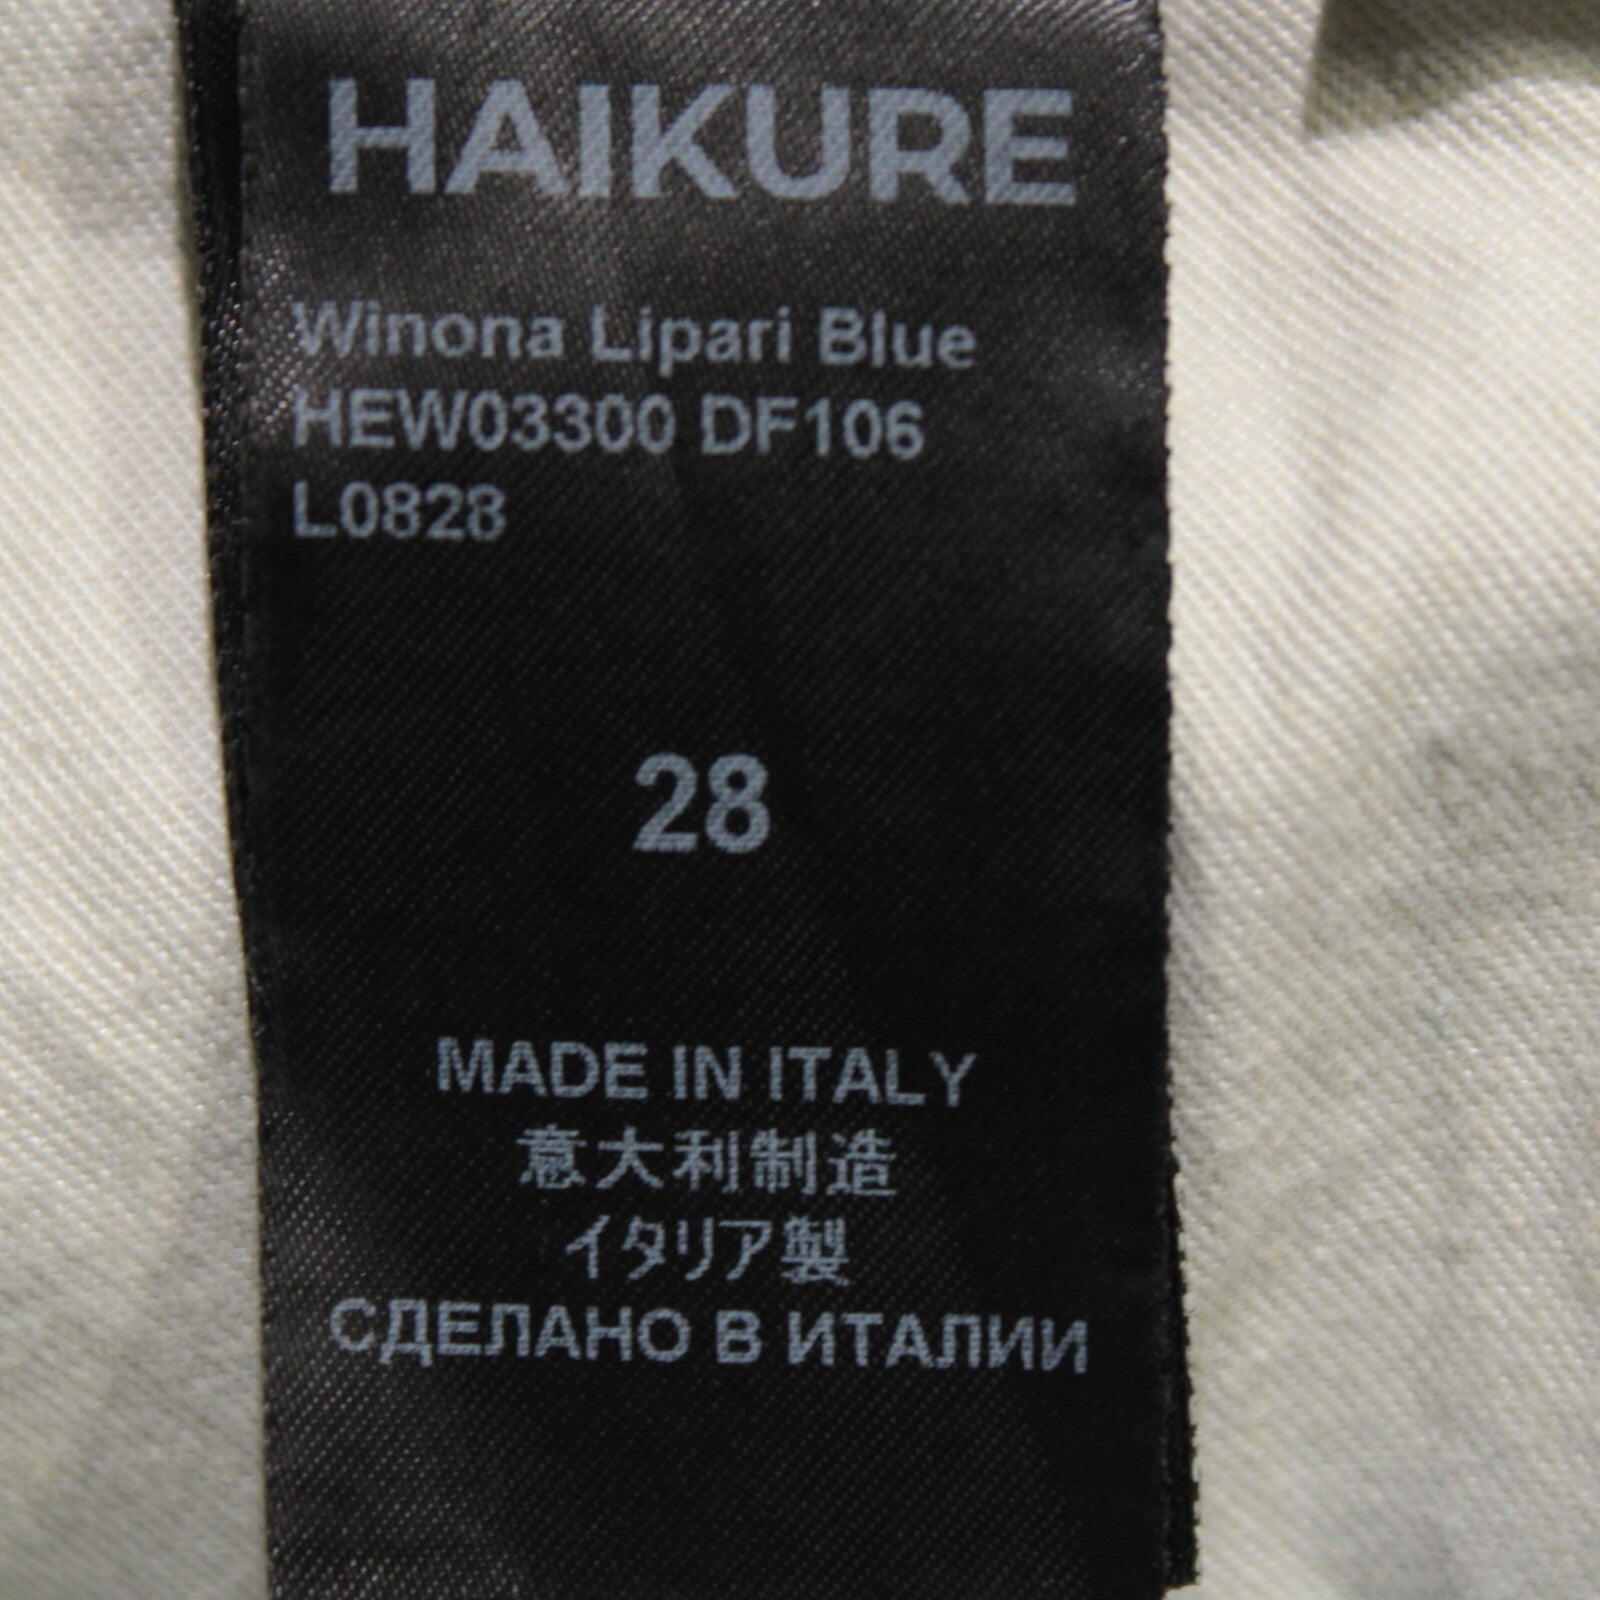 HAIKURE
Winona Lipari Blue
HEW03300 DF106
L0828
28
MADE IN ITALY
意大利制造
イタリア製
СДЕЛАНО В ИТАЛИИ